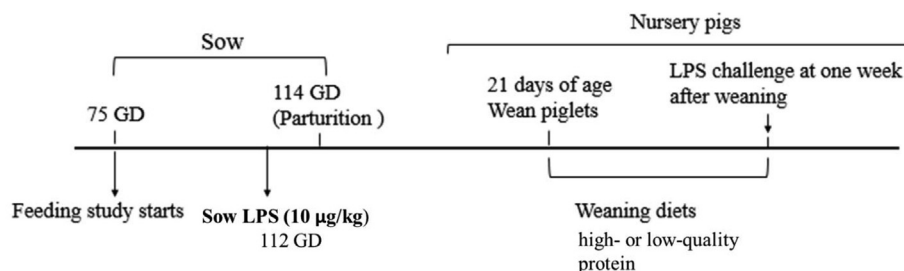 Nursery pigs
Sow
LPS challenge at one week
after weaning
21 days of age
Wean piglets
114 GD
(Parturition )
75 GD
Feeding study starts
Sow LPS (10 µg/kg)
112 GD
Weaning diets
high- or low-quality
protein